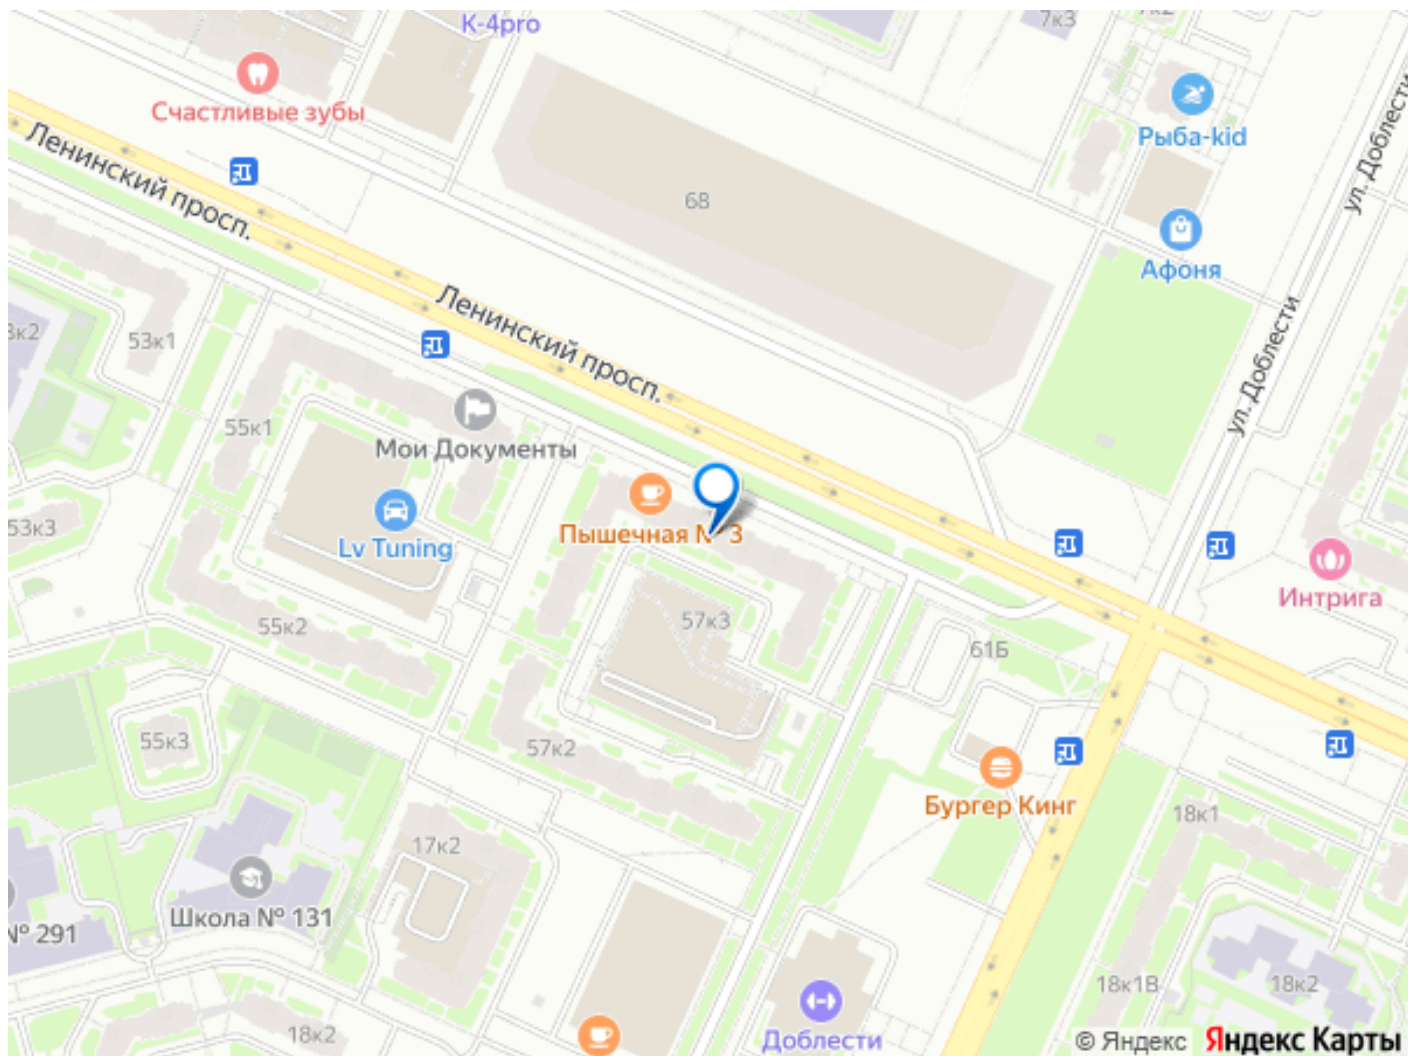 К-4pro
7к3
7к2
Счастливые зубы
Рыба-kid
ул. Доблести
Ленинский просп.
68
Афоня
Ленинский просп.
ул. Доблести
3к2
53к1
55к1
Мои Документы
53к3
Lv Tuning
Пышечная № 3
Интрига
55к2
57к3
61Б
55к3
57к2
Бургер Кинг
18к1
17к2
Школа № 131
№ 291
18к1В
18к2
18к2
Доблести
© Яндекс Яндекс Карты